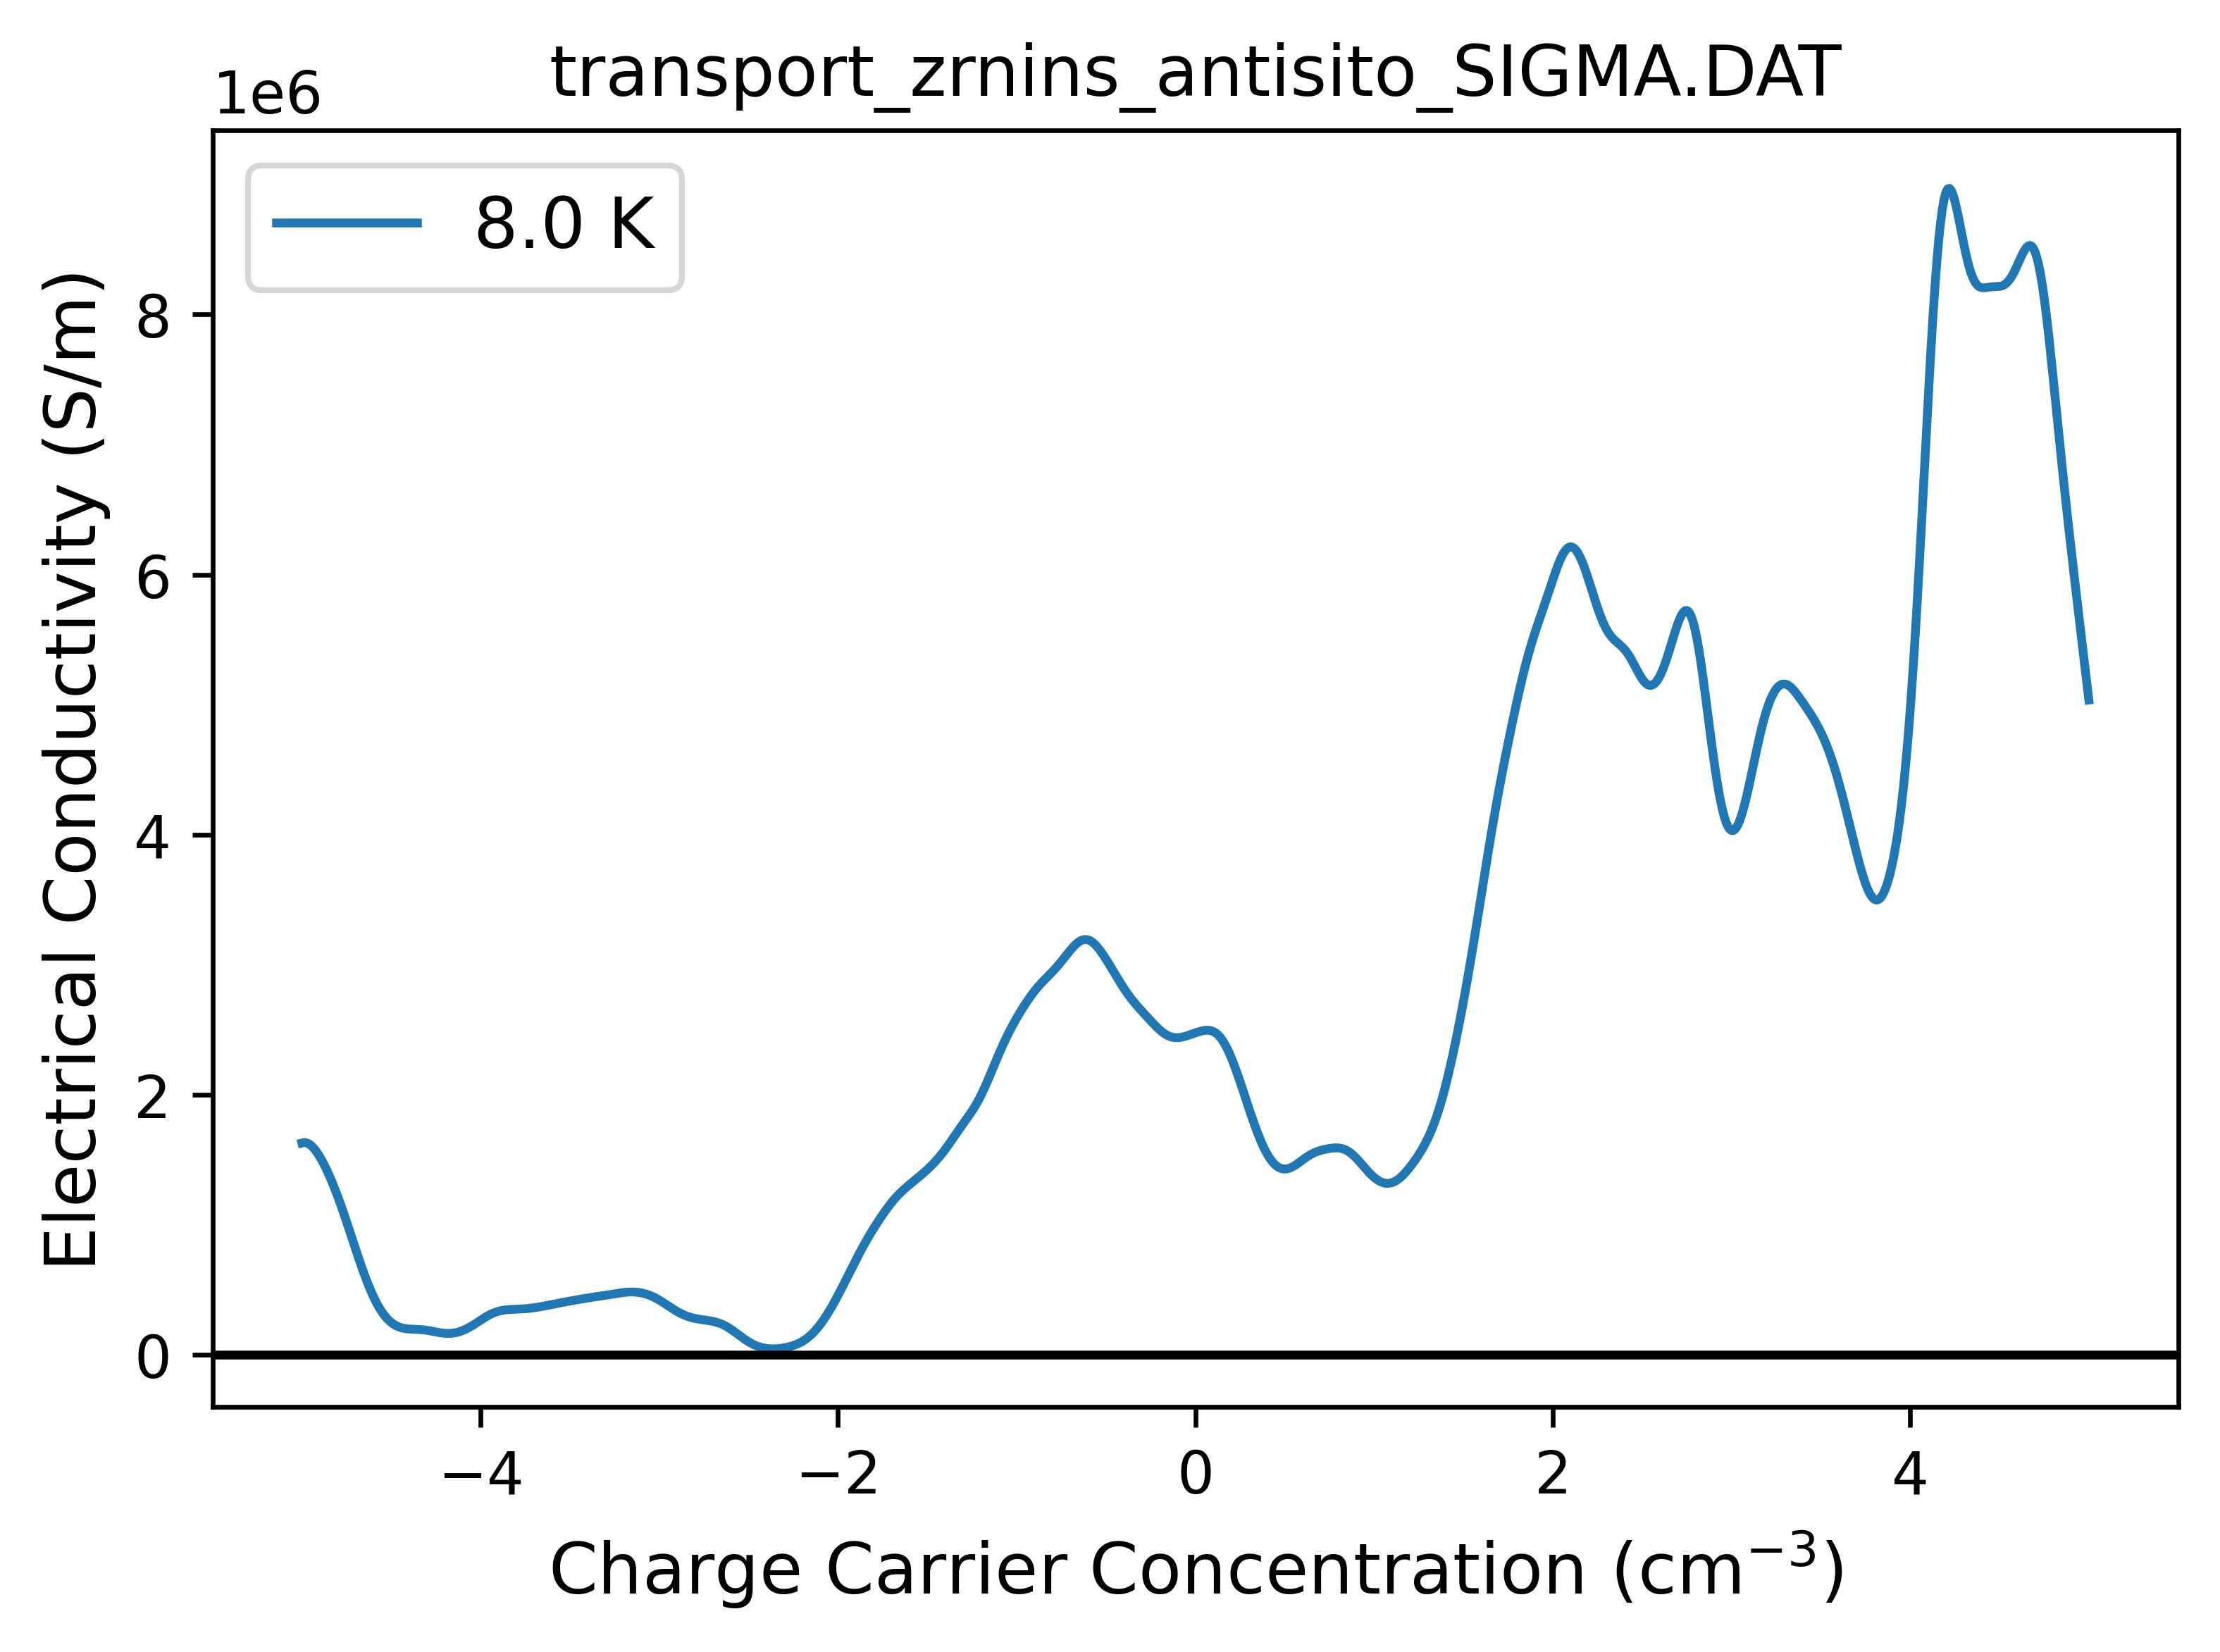 transport_zrnins_antisito_SIGMA.DAT
1e6
8.0 K
Electrical Conductivity (S/m)
8
6
4
2
0
−4 −2 0 2 4
Charge Carrier Concentration (cm⁻³)